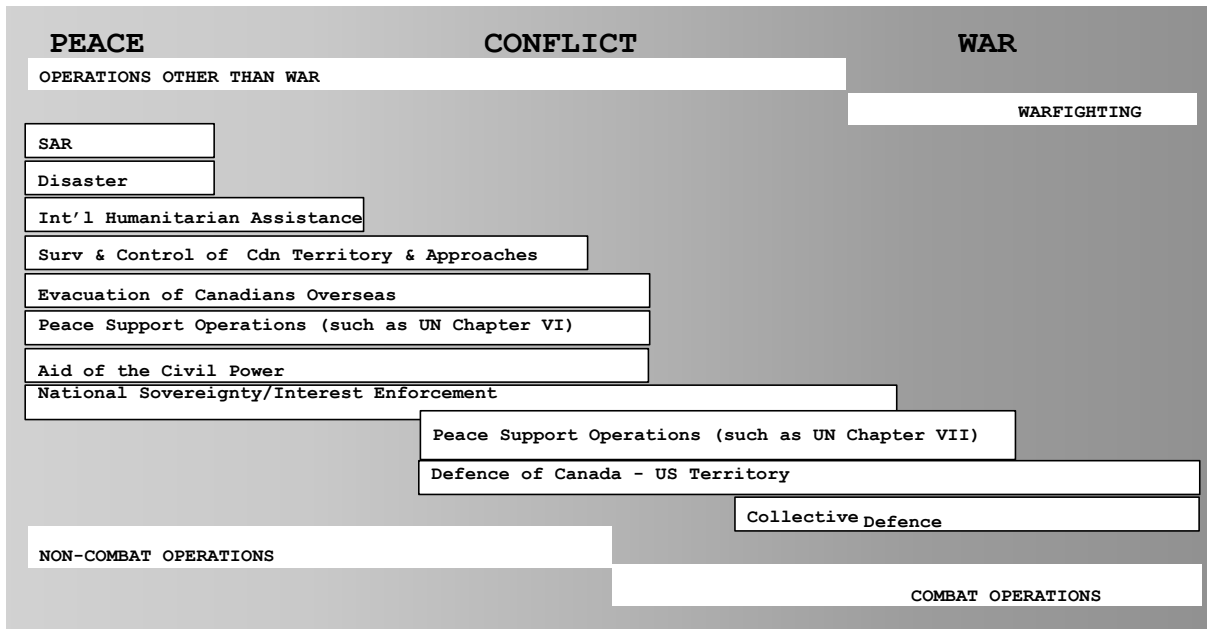 PEACE CONFLICT WAR
OPERATIONS OTHER THAN WAR
WARFIGHTING
SAR
Disaster
Int’l Humanitarian Assistance
Surv & Control of Cdn Territory & Approaches
Evacuation of Canadians Overseas
Peace Support Operations (such as UN Chapter VI)
Aid of the Civil Power
National Sovereignty/Interest Enforcement
Peace Support Operations (such as UN Chapter VII)
Defence of Canada - US Territory
Collective Defence
NON-COMBAT OPERATIONS
COMBAT OPERATIONS